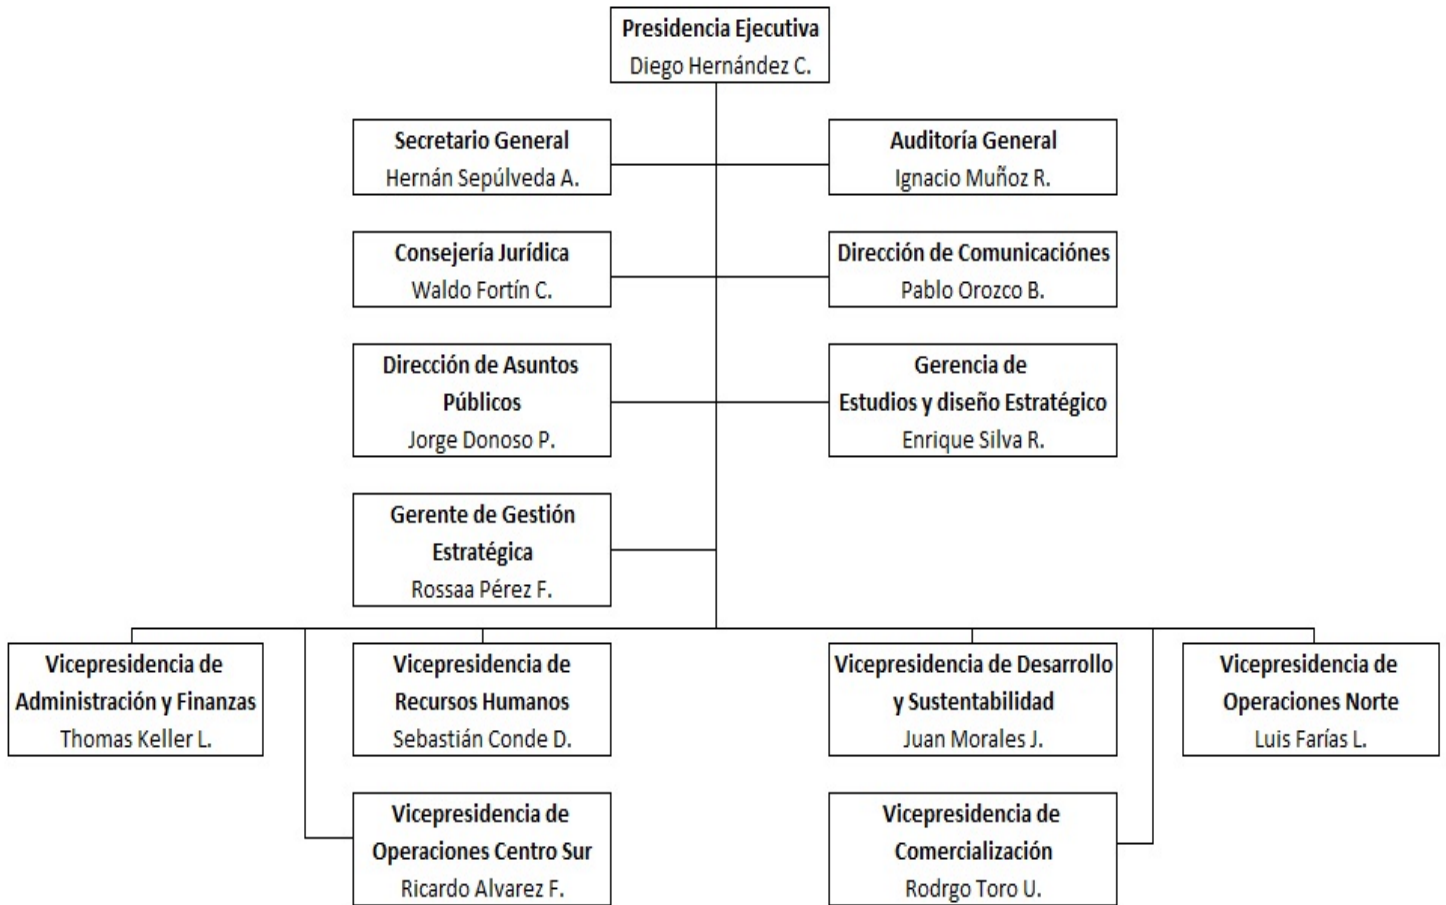 Presidencia Ejecutiva
Diego Hernández C.
Secretario General
Hernán Sepúlveda A.
Auditoría General
Ignacio Muñoz R.
Consejería Jurídica
Waldo Fortín C.
Dirección de Comunicaciónes
Pablo Orozco B.
Dirección de Asuntos
Públicos
Jorge Donoso P.
Gerencia de
Estudios y diseño Estratégico
Enrique Silva R.
Gerente de Gestión
Estratégica
Rossaa Pérez F.
Vicepresidencia de
Administración y Finanzas
Thomas Keller L.
Vicepresidencia de
Recursos Humanos
Sebastián Conde D.
Vicepresidencia de Desarrollo
y Sustentabilidad
Juan Morales J.
Vicepresidencia de
Operaciones Norte
Luis Farías L.
Vicepresidencia de
Operaciones Centro Sur
Ricardo Alvarez F.
Vicepresidencia de
Comercialización
Rodrgo Toro U.